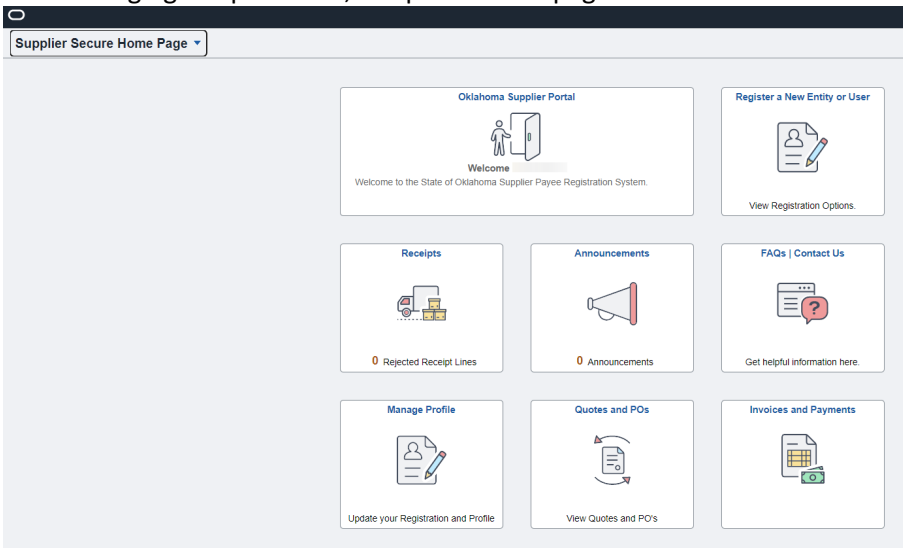 Supplier Secure Home Page
Oklahoma Supplier Portal
Welcome
Welcome to the State of Oklahoma Supplier Payee Registration System.
Register a New Entity or User
View Registration Options.
Receipts
0 Rejected Receipt Lines
Announcements
0 Announcements
FAQs | Contact Us
?
Get helpful information here.
Manage Profile
Update your Registration and Profile
Quotes and POs
View Quotes and PO's
Invoices and Payments